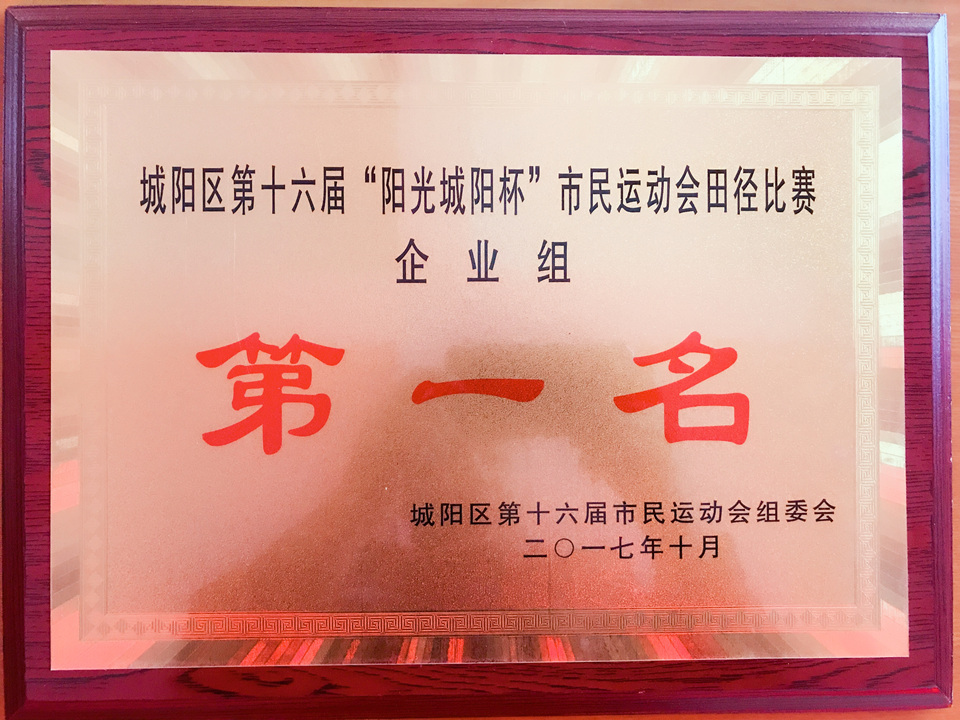 城阳区第十六届“阳光城阳杯”市民运动会田径比赛
企业组
第一名
城阳区第十六届市民运动会组委会
二〇一七年十月